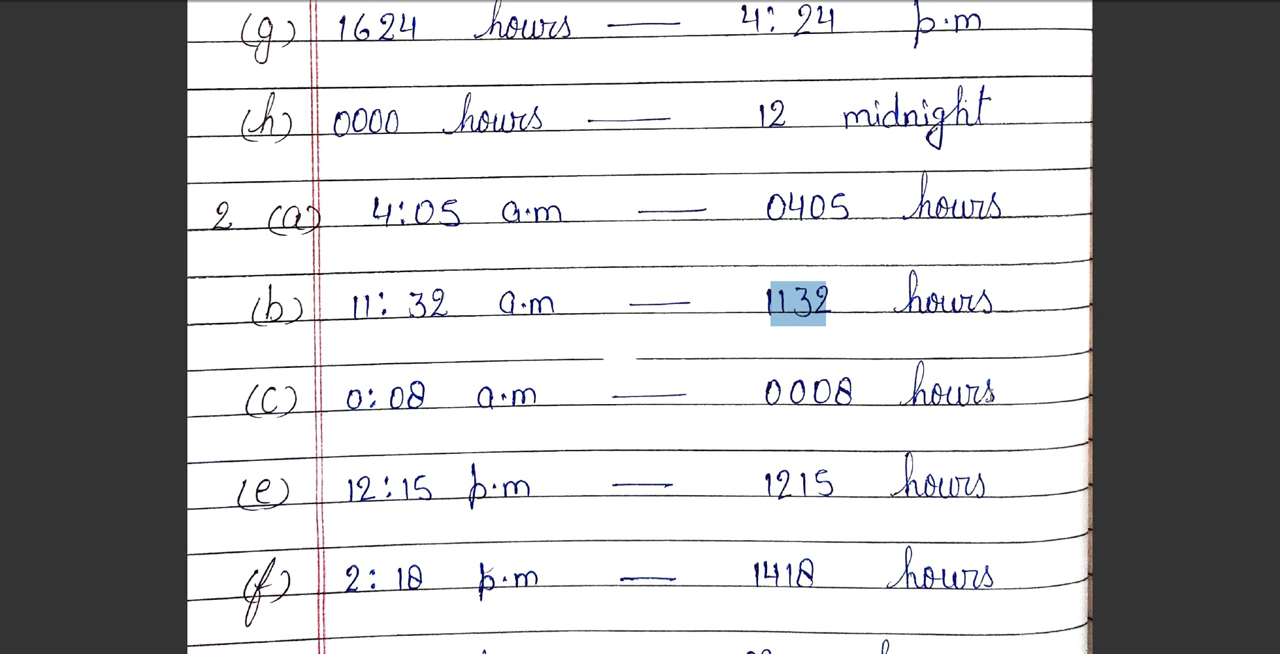 (g) 1624 hours — 4:24 p.m
(h) 0000 hours — 12 midnight
2 (a) 4:05 a.m — 0405 hours
(b) 11:32 a.m — 1132 hours
(c) 0:08 a.m — 0008 hours
(e) 12:15 p.m — 1215 hours
(f) 2:18 p.m — 1418 hours